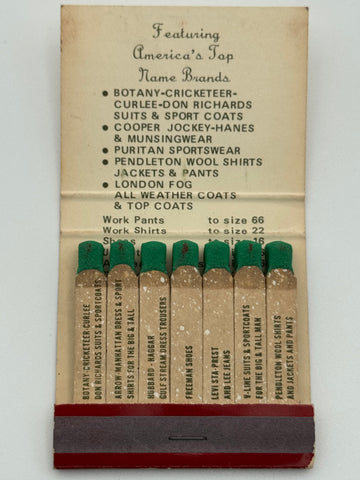 Featuring
America's Top
Name Brands
• BOTANY-CRICKETEER-
CURLEE-DON RICHARDS
SUITS & SPORT COATS
• COOPER JOCKEY-HANES
& MUNSINGWEAR
• PURITAN SPORTSWEAR
• PENDLETON WOOL SHIRTS
JACKETS & PANTS
• LONDON FOG
ALL WEATHER COATS
& TOP COATS
Work Pants to size 66
Work Shirts to size 22
Shoes to size 16
BOTANY-CRICKETEER-CURLEE
DON RICHARDS SUITS & SPORTCOATS
ARROW-MANHATTAN DRESS & SPORT
SHIRTS FOR THE BIG & TALL
HUBBARD - HAGGAR
GULF STREAM DRESS TROUSERS
FREEMAN SHOES
LEVI STA-PREST
AND LEE JEANS
V-LINE SUITS & SPORTCOATS
FOR THE BIG & TALL MAN
PENDLETON WOOL SHIRTS
AND JACKETS AND PANTS